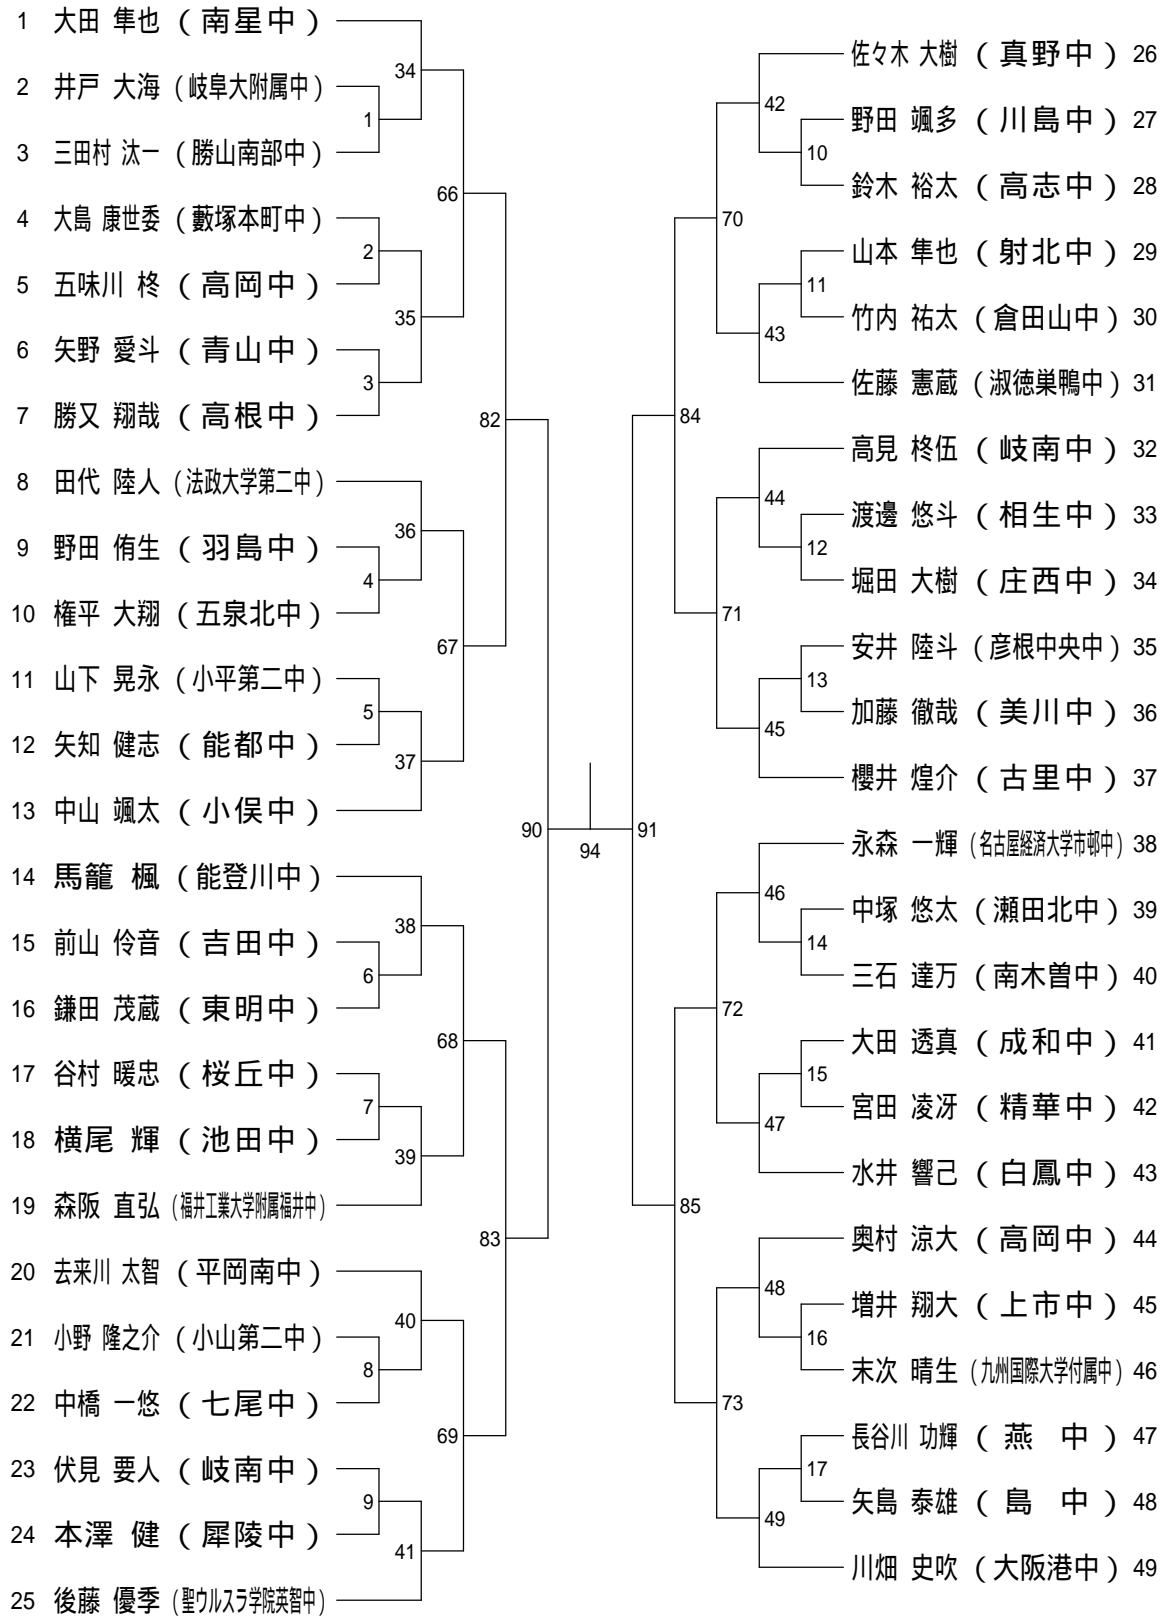 1 大田 隼也 （南星中）
2 井戸 大海 （岐阜大附属中）
3 三田村 汰一 （勝山南部中）
4 大島 康世委 （藪塚本町中）
5 五味川 柊 （高岡中）
6 矢野 愛斗 （青山中）
7 勝又 翔哉 （高根中）
8 田代 陸人 （法政大学第二中）
9 野田 侑生 （羽島中）
10 権平 大翔 （五泉北中）
11 山下 晃永 （小平第二中）
12 矢知 健志 （能都中）
13 中山 颯太 （小俣中）
14 馬籠 楓 （能登川中）
15 前山 伶音 （吉田中）
16 鎌田 茂蔵 （東明中）
17 谷村 暖忠 （桜丘中）
18 横尾 輝 （池田中）
19 森阪 直弘 （福井工業大学附属福井中）
20 去来川 太智 （平岡南中）
21 小野 隆之介 （小山第二中）
22 中橋 一悠 （七尾中）
23 伏見 要人 （岐南中）
24 本澤 健 （犀陵中）
25 後藤 優季 （聖ウルスラ学院英智中）
34
1
66
2
35
3
82
36
4
67
5
37
90
38
6
68
7
39
83
40
8
69
9
41
94
91
42
10
70
11
43
84
44
12
71
13
45
46
14
72
15
47
85
48
16
73
17
49
佐々木 大樹 （真野中） 26
野田 颯多 （川島中） 27
鈴木 裕太 （高志中） 28
山本 隼也 （射北中） 29
竹内 祐太 （倉田山中） 30
佐藤 憲蔵 （淑徳巣鴨中） 31
高見 柊伍 （岐南中） 32
渡邊 悠斗 （相生中） 33
堀田 大樹 （庄西中） 34
安井 陸斗 （彦根中央中） 35
加藤 徹哉 （美川中） 36
櫻井 煌介 （古里中） 37
永森 一輝 （名古屋経済大学市邨中） 38
中塚 悠太 （瀬田北中） 39
三石 達万 （南木曽中） 40
大田 透真 （成和中） 41
宮田 凌冴 （精華中） 42
水井 響己 （白鳳中） 43
奥村 涼大 （高岡中） 44
増井 翔大 （上市中） 45
末次 晴生 （九州国際大学付属中） 46
長谷川 功輝 （燕 中） 47
矢島 泰雄 （島 中） 48
川畑 史吹 （大阪港中） 49